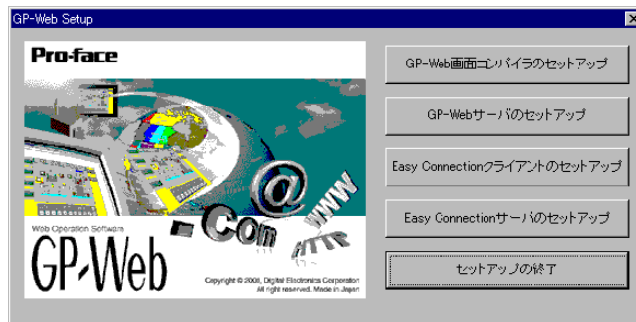 GP-Web Setup
Pro-face
GP-Web画面コンパイラのセットアップ
GP-Webサーバのセットアップ
Easy Connectionクライアントのセットアップ
Easy Connectionサーバのセットアップ
セットアップの終了
@
WWW
.Com
HTTP
Web Operation Software
GP-Web
Copyright © 2000, Digital Electronics Corporation
All right reserved. Made in Japan